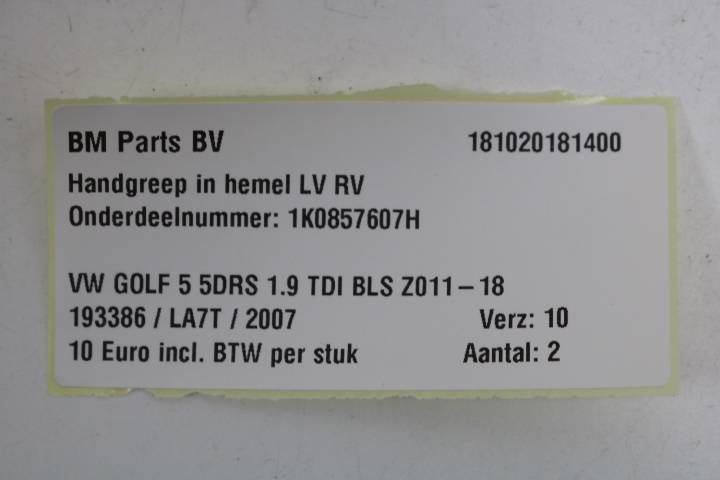 BM Parts BV 181020181400
Handgreep in hemel LV RV
Onderdeelnummer: 1K0857607H
VW GOLF 5 5DRS 1.9 TDI BLS Z011-18
193386 / LA7T / 2007 Verz: 10
10 Euro incl. BTW per stuk Aantal: 2